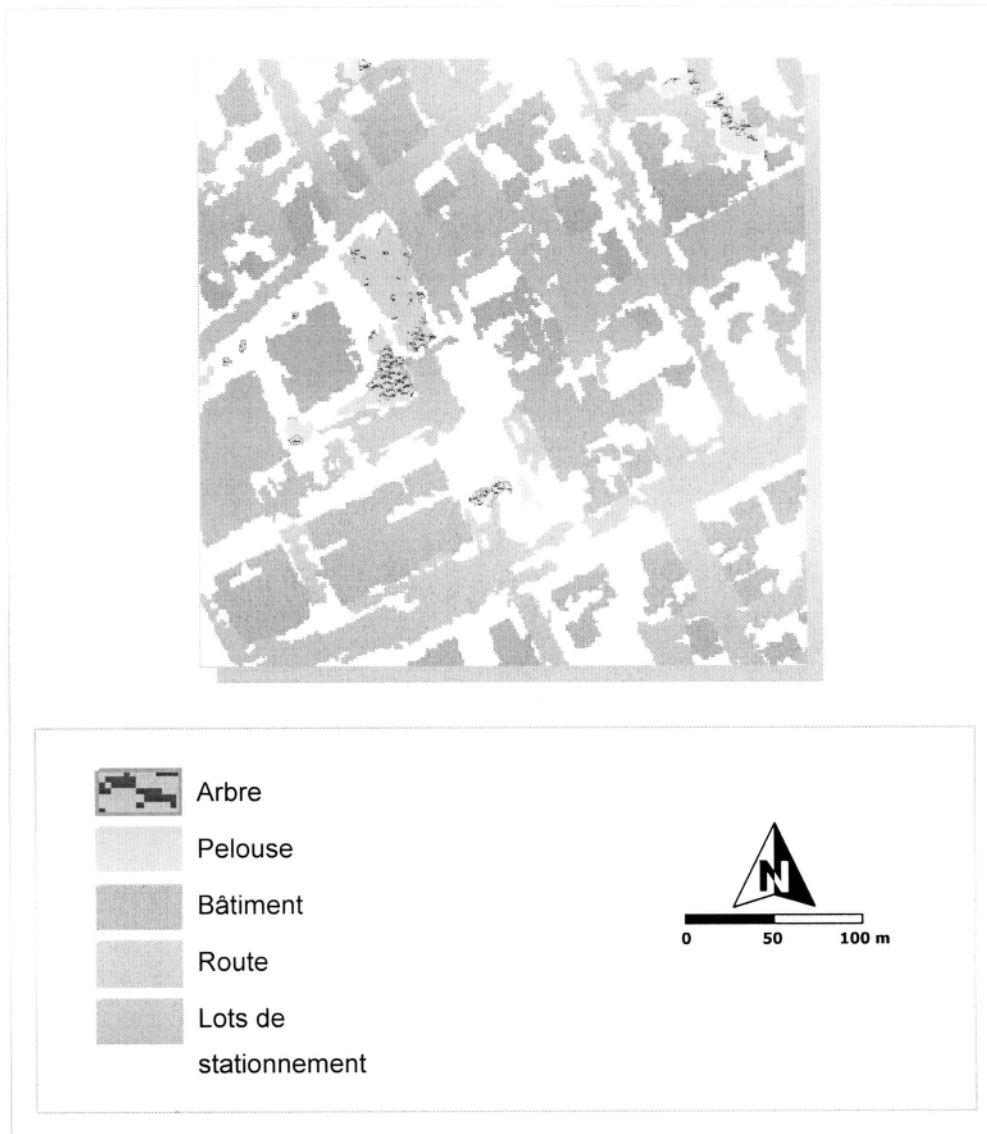 Arbre
Pelouse
Bâtiment
Route
Lots de
stationnement
N
0 50 100 m